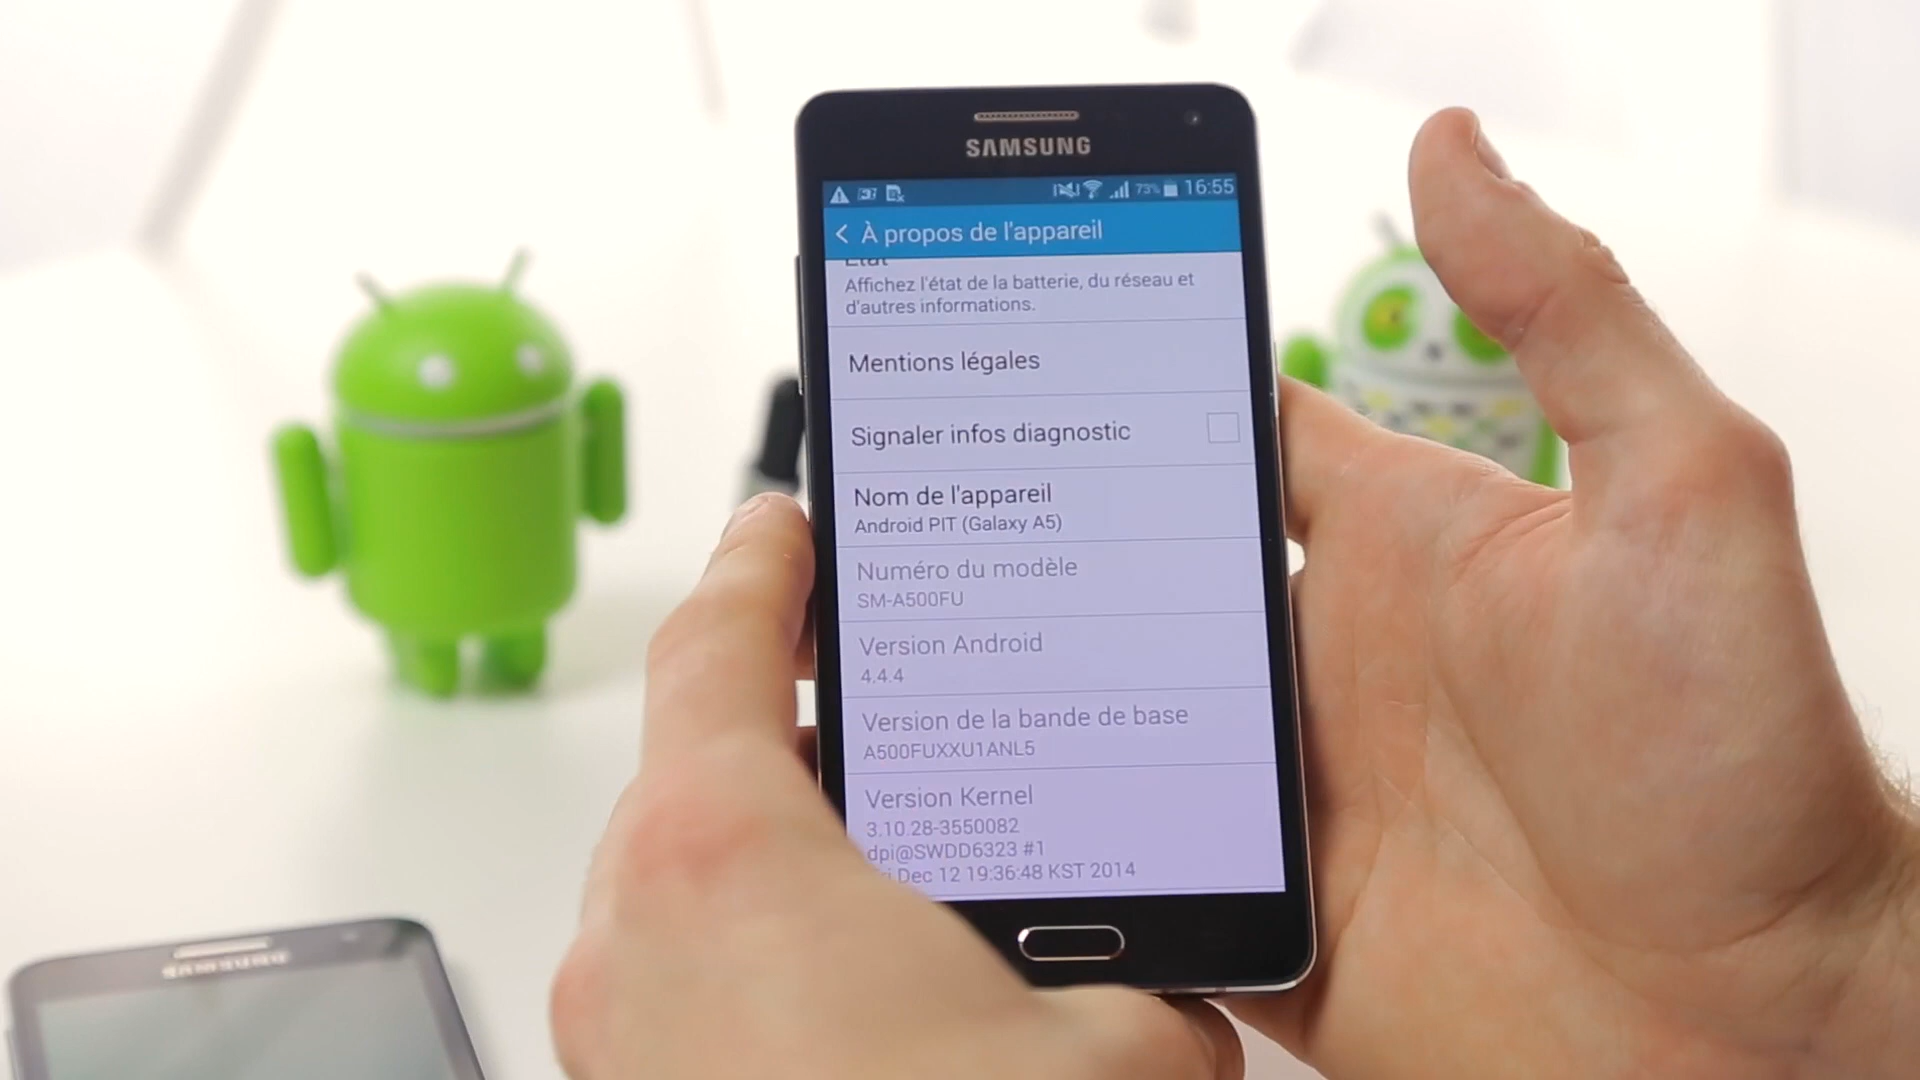 SAMSUNG
73% 16:55
À propos de l'appareil
État
Affichez l'état de la batterie, du réseau et
d'autres informations.
Mentions légales
Signaler infos diagnostic
Nom de l'appareil
Android PIT (Galaxy A5)
Numéro du modèle
SM-A500FU
Version Android
4.4.4
Version de la bande de base
A500FUXXU1ANL5
Version Kernel
3.10.28-3550082
dpi@SWDD6323 #1
Dec 12 19:36:48 KST 2014
SAMSUNG